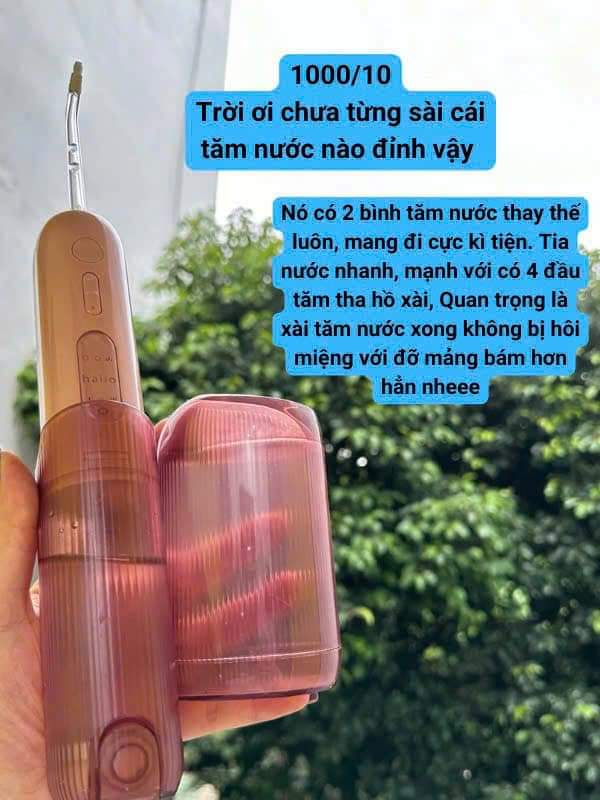 1000/10
Trời ơi chưa từng sài cái
tăm nước nào đỉnh vậy
Nó có 2 bình tăm nước thay thế
luôn, mang đi cực kì tiện. Tia
nước nhanh, mạnh với có 4 đầu
tăm tha hồ xài, Quan trọng là
xài tăm nước xong không bị hôi
miệng với đỡ mảng bám hơn
hẳn nheee